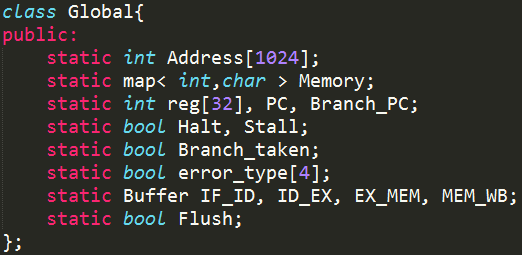 class Global{
public:
    static int Address[1024];
    static map< int,char > Memory;
    static int reg[32], PC, Branch_PC;
    static bool Halt, Stall;
    static bool Branch_taken;
    static bool error_type[4];
    static Buffer IF_ID, ID_EX, EX_MEM, MEM_WB;
    static bool Flush;
};